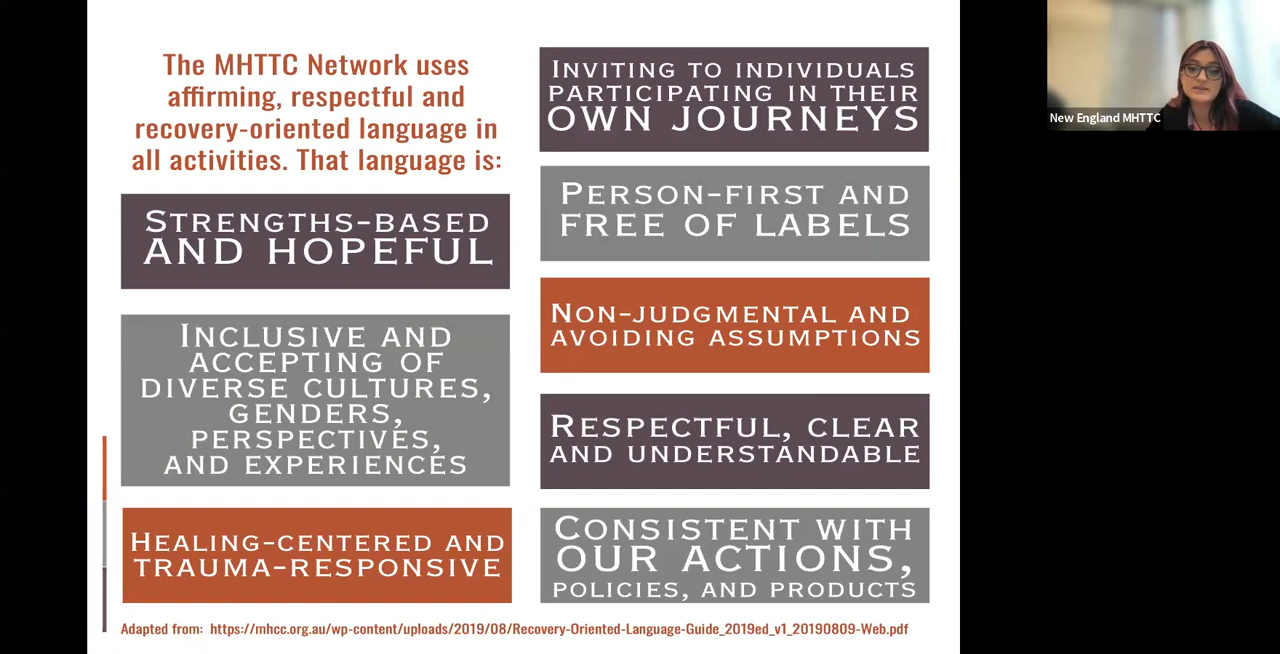 The MHTTC Network uses
affirming, respectful and
recovery-oriented language in
all activities. That language is:
STRENGTHS-BASED
AND HOPEFUL
INCLUSIVE AND
ACCEPTING OF
DIVERSE CULTURES,
GENDERS,
PERSPECTIVES,
AND EXPERIENCES
HEALING-CENTERED AND
TRAUMA-RESPONSIVE
INVITING TO INDIVIDUALS
PARTICIPATING IN THEIR
OWN JOURNEYS
PERSON-FIRST AND
FREE OF LABELS
NON-JUDGMENTAL AND
AVOIDING ASSUMPTIONS
RESPECTFUL, CLEAR
AND UNDERSTANDABLE
CONSISTENT WITH
OUR ACTIONS,
POLICIES, AND PRODUCTS
Adapted from: https://mhcc.org.au/wp-content/uploads/2019/08/Recovery-Oriented-Language-Guide_2019ed_v1_20190809-Web.pdf
New England MHTTC